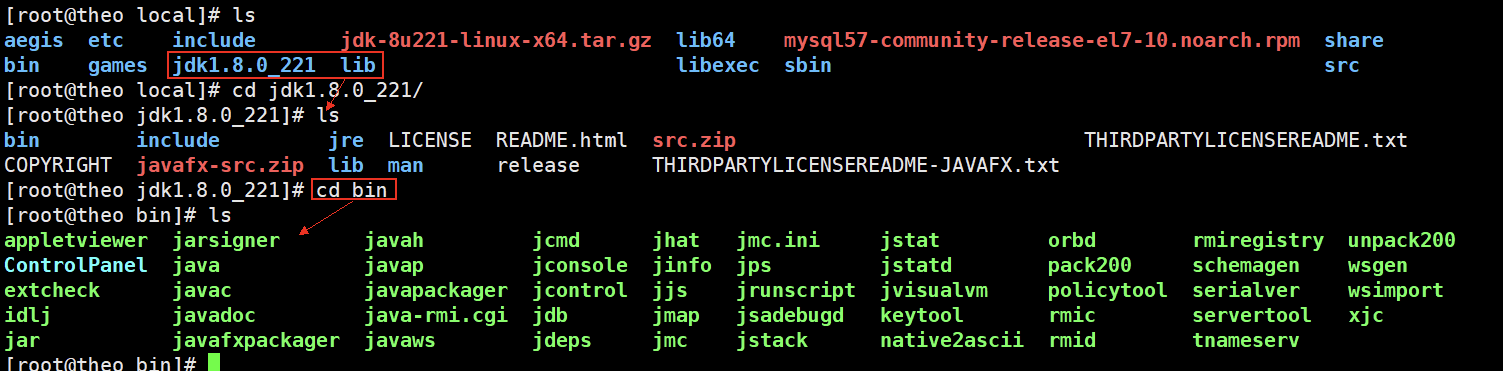 [root@theo local]# ls
aegis etc include jdk-8u221-linux-x64.tar.gz lib64 mysql57-community-release-el7-10.noarch.rpm share
bin games jdk1.8.0_221 lib libexec sbin src
[root@theo local]# cd jdk1.8.0_221/
[root@theo jdk1.8.0_221]# ls
bin include jre LICENSE README.html src.zip THIRDPARTYLICENSEREADME.txt
COPYRIGHT javafx-src.zip lib man release THIRDPARTYLICENSEREADME-JAVAFX.txt
[root@theo jdk1.8.0_221]# cd bin
[root@theo bin]# ls
appletviewer jarsigner javah jcmd jhat jmc.ini jstat orbd rmiregistry unpack200
ControlPanel java javap jconsole jinfo jps jstatd pack200 schemagen wsgen
extcheck javac javapackager jcontrol jjs jrunscript jvisualvm policytool serialver wsimport
idlj javadoc java-rmi.cgi jdb jmap jsadebugd keytool rmic servertool xjc
jar javafxpackager javaws jdeps jmc jstack native2ascii rmid tnameserv
[root@theo bin]#